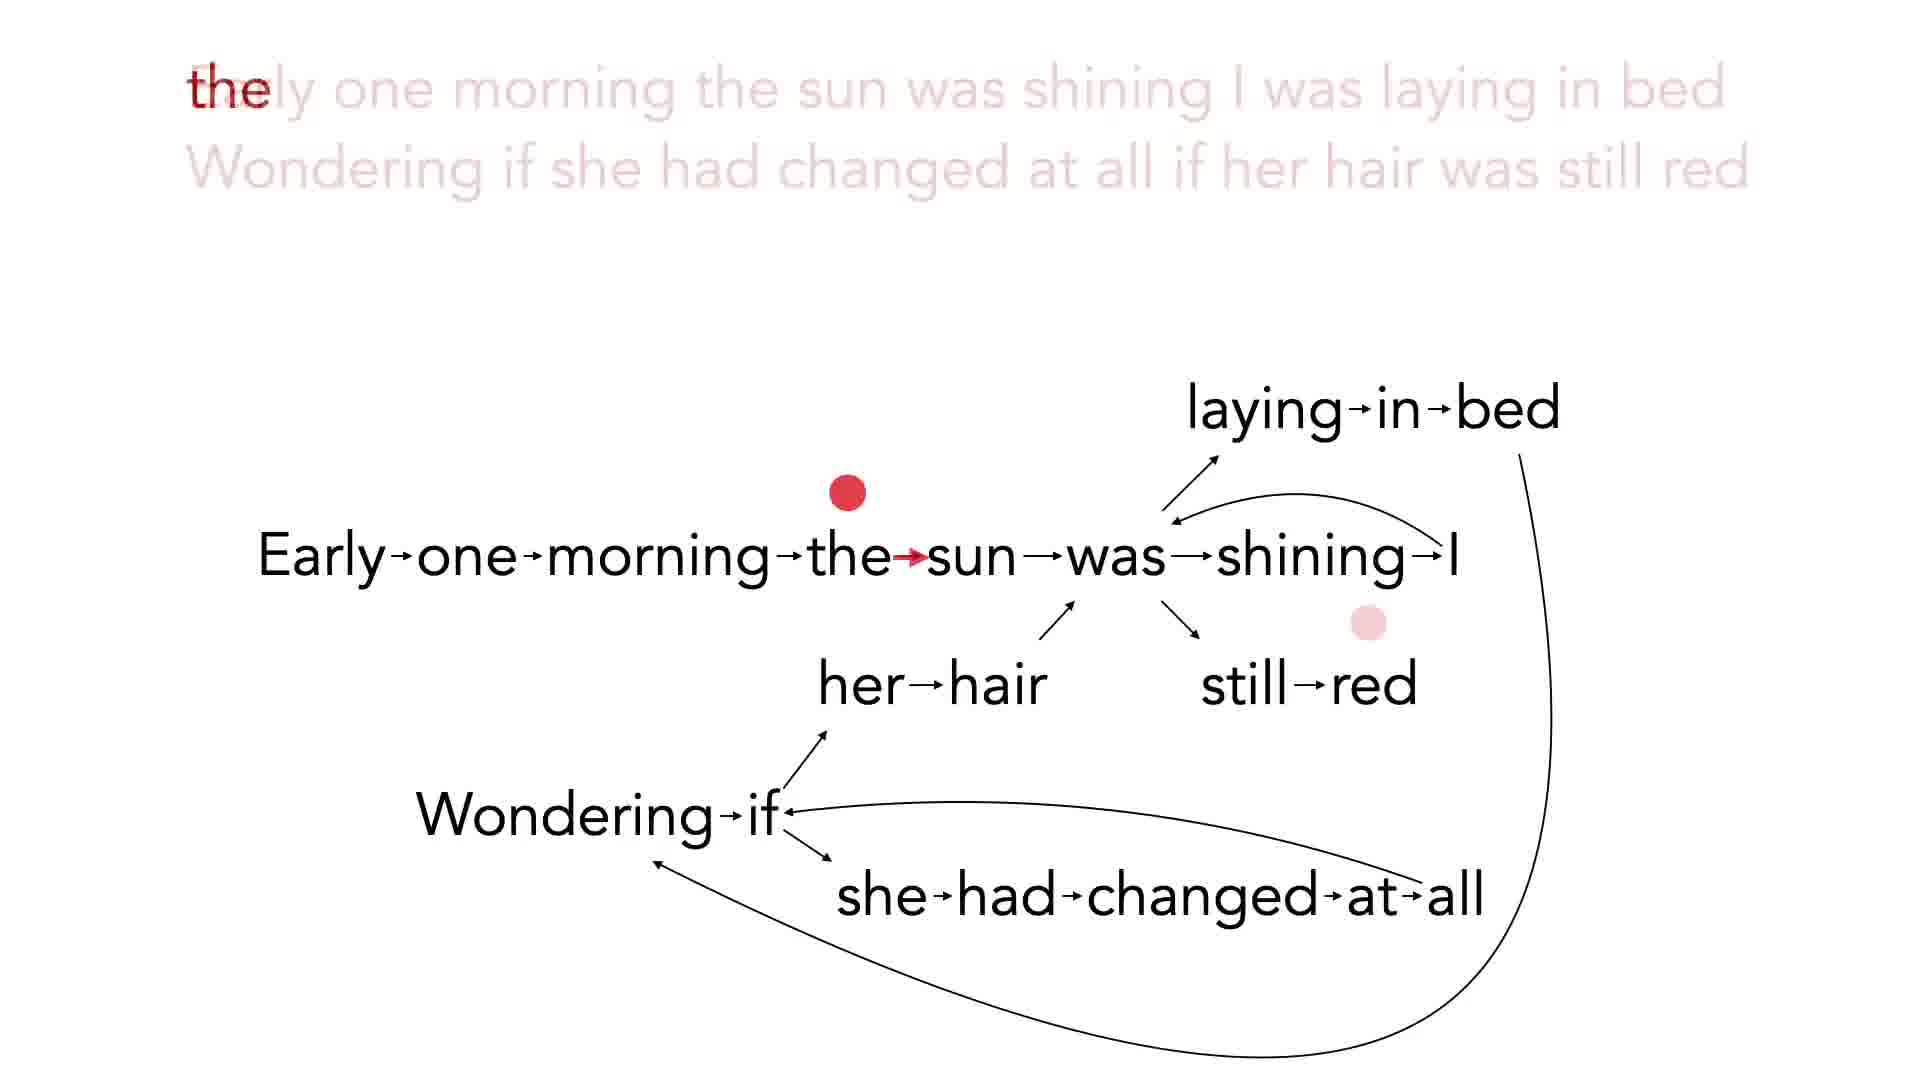 the
Early one morning the sun was shining I was laying in bed
Wondering if she had changed at all if her hair was still red
laying in bed
Early one morning the sun was shining I
her hair
still red
Wondering if
she had changed at all